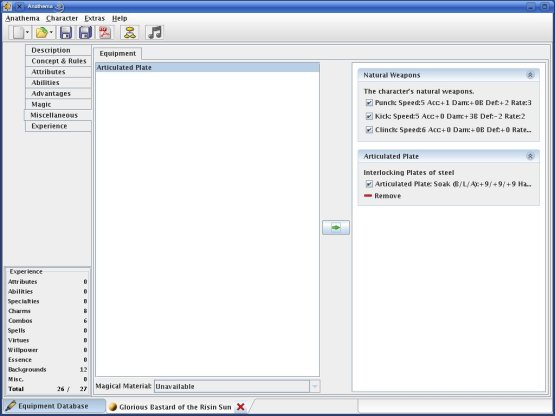 Anathema
Anathema Character Extras Help
Description
Concept & Rules
Attributes
Abilities
Advantages
Magic
Miscellaneous
Experience
Equipment
Articulated Plate
Natural Weapons
The character's natural weapons.
Punch: Speed:5 Acc:+1 Dam:+0B Def:+2 Rate:3
Kick: Speed:5 Acc:+0 Dam:+3B Def:-2 Rate:2
Clinch: Speed:6 Acc:+0 Dam:+0B Def:+0 Rate...
Articulated Plate
Interlocking Plates of steel
Articulated Plate: Soak (B/L/A):+9/+9/+9 Ha...
Remove
Experience
Attributes 0
Abilities 0
Specialties 0
Charms 8
Combos 6
Spells 0
Virtues 0
Willpower 0
Essence 0
Backgrounds 12
Misc. 0
Total 26 / 27
Magical Material: Unavailable
Equipment Database
Glorious Bastard of the Risin Sun